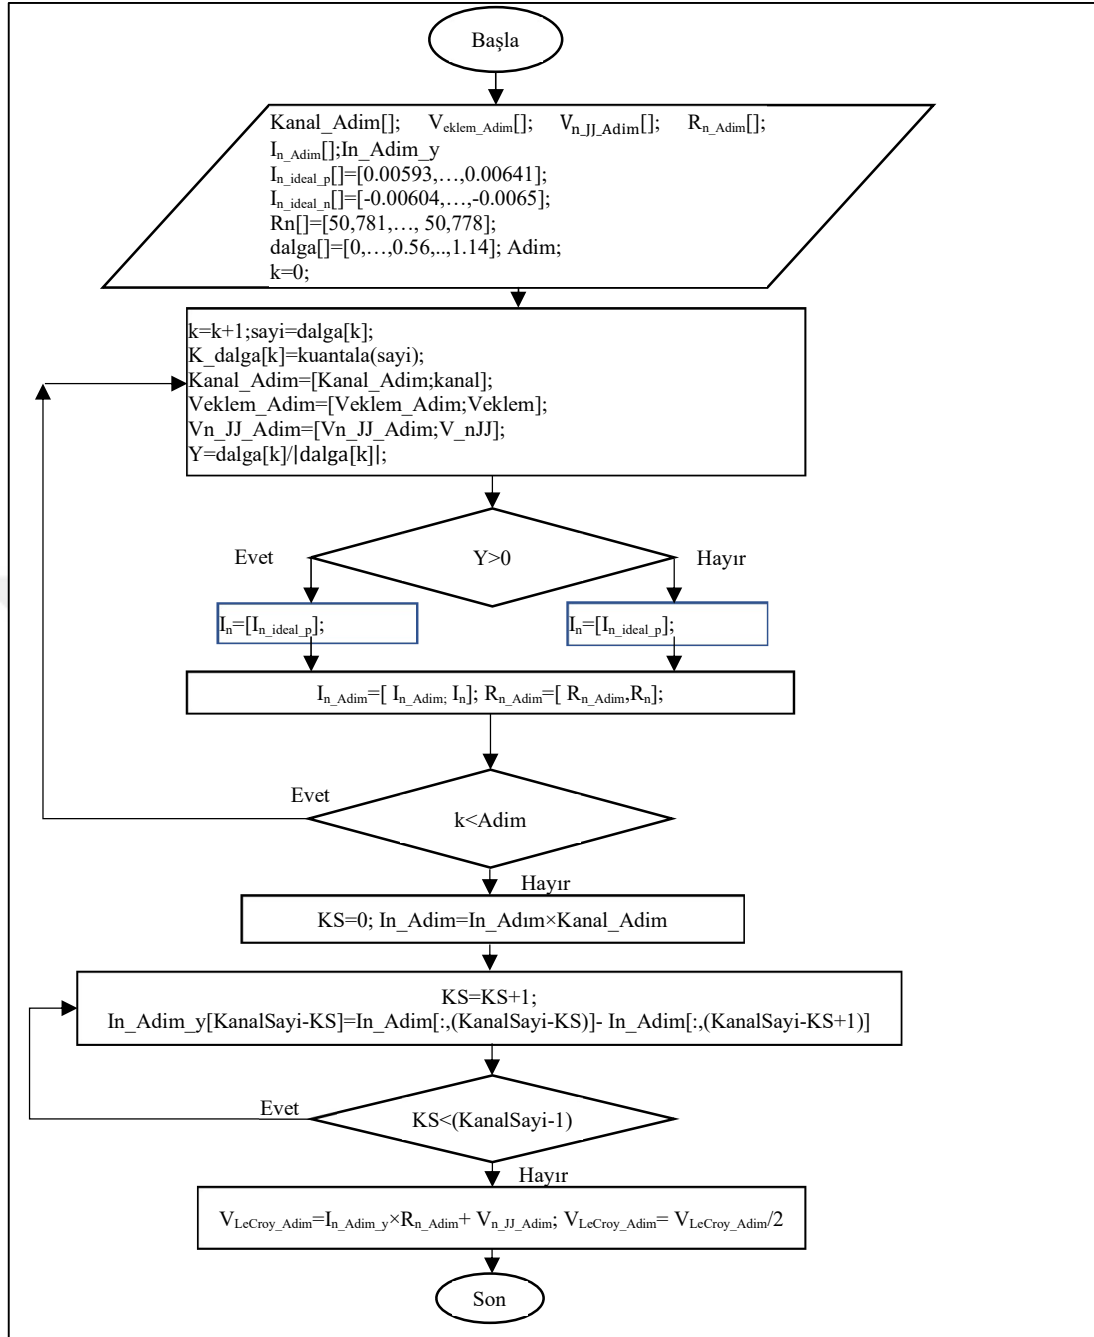 Başla
Kanal_Adim[]; Veklem_Adim[]; Vn_JJ_Adim[]; Rn_Adim[];
In_Adim[];In_Adim_y
In_ideal_p[]=[0.00593,…,0.00641];
In_ideal_n[]=[-0.00604,…,-0.0065];
Rn[]=[50,781,…, 50,778];
dalga[]=[0,…,0.56,..,1.14]; Adim;
k=0;
k=k+1;sayi=dalga[k];
K_dalga[k]=kuantala(sayi);
Kanal_Adim=[Kanal_Adim;kanal];
Veklem_Adim=[Veklem_Adim;Veklem];
Vn_JJ_Adim=[Vn_JJ_Adim;V_nJJ];
Y=dalga[k]/|dalga[k]|;
Evet
Y>0
Hayır
In=[In_ideal_p];
In=[In_ideal_p];
In_Adim=[ In_Adim; In]; Rn_Adim=[ Rn_Adim,Rn];
Evet
k<Adim
Hayır
KS=0; In_Adim=In_Adım×Kanal_Adim
KS=KS+1;
In_Adim_y[KanalSayi-KS]=In_Adim[:,(KanalSayi-KS)]- In_Adim[:,(KanalSayi-KS+1)]
Evet
KS<(KanalSayi-1)
Hayır
VLeCroy_Adim=In_Adim_y×Rn_Adim+ Vn_JJ_Adim; VLeCroy_Adim= VLeCroy_Adim/2
Son